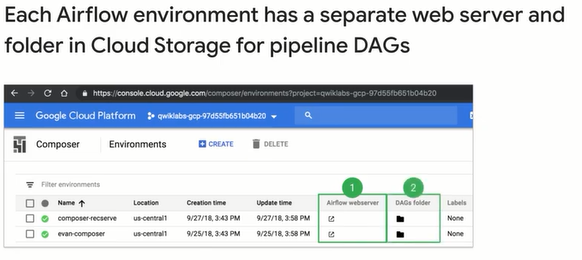 Each Airflow environment has a separate web server and
folder in Cloud Storage for pipeline DAGs
https://console.cloud.google.com/composer/environments?project=qwiklabs-gcp-97d55fb651b04b20
Google Cloud Platform qwiklabs-gcp-97d55fb651b04b20
Composer Environments CREATE DELETE
Filter environments
1 2
Name Location Creation time Update time Airflow webserver DAGs folder Labels
composer-recserve us-central1 9/27/18, 3:43 PM 9/27/18, 3:58 PM None
evan-composer us-central1 9/25/18, 3:43 PM 9/25/18, 3:58 PM None